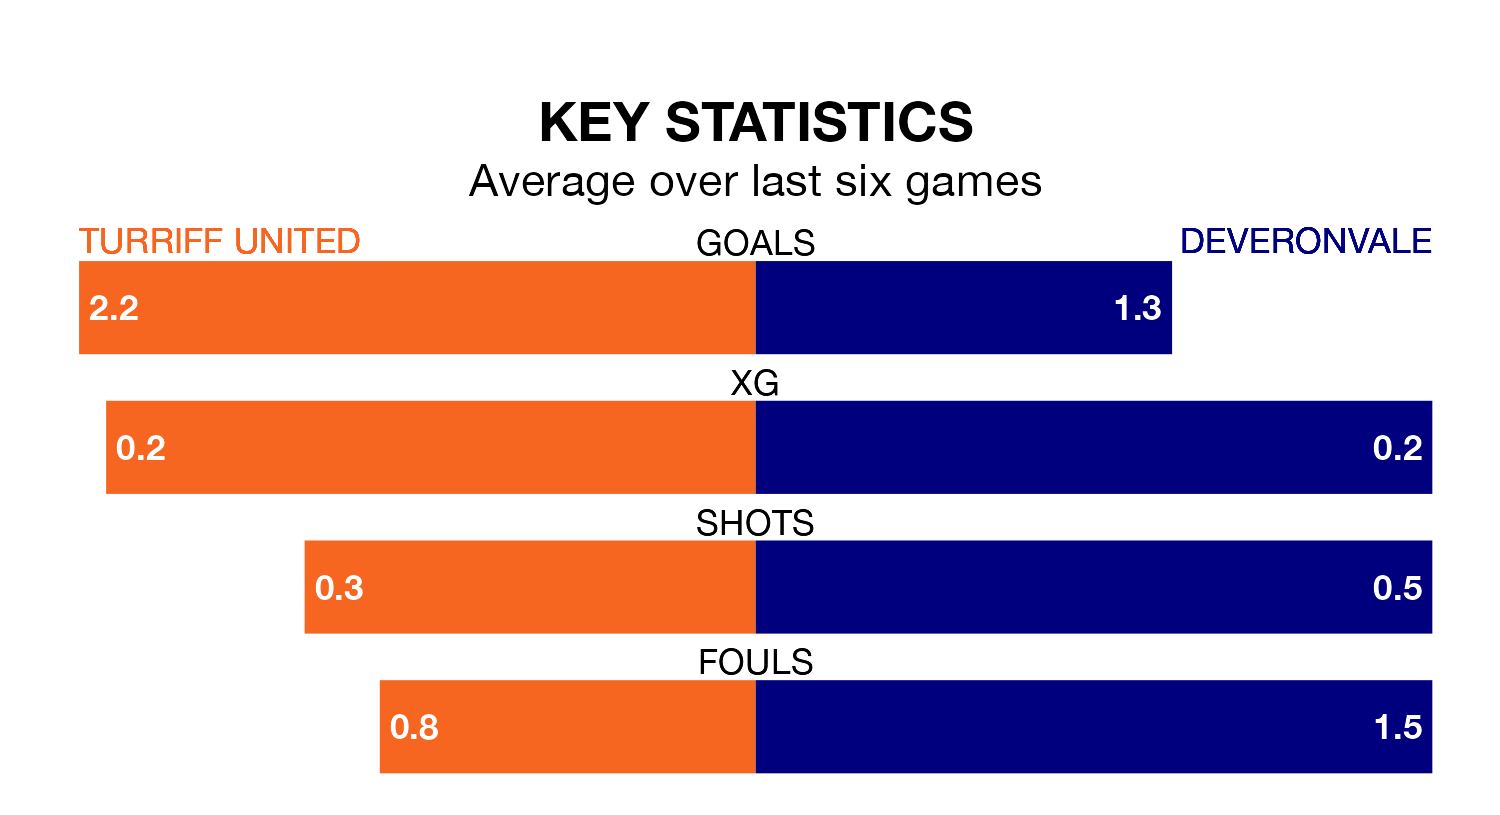 KEY STATISTICS
Average over last six games
TURRIFF UNITED GOALS DEVERONVALE
2.2 1.3
XG
0.2 0.2
SHOTS
0.3 0.5
FOULS
0.8 1.5